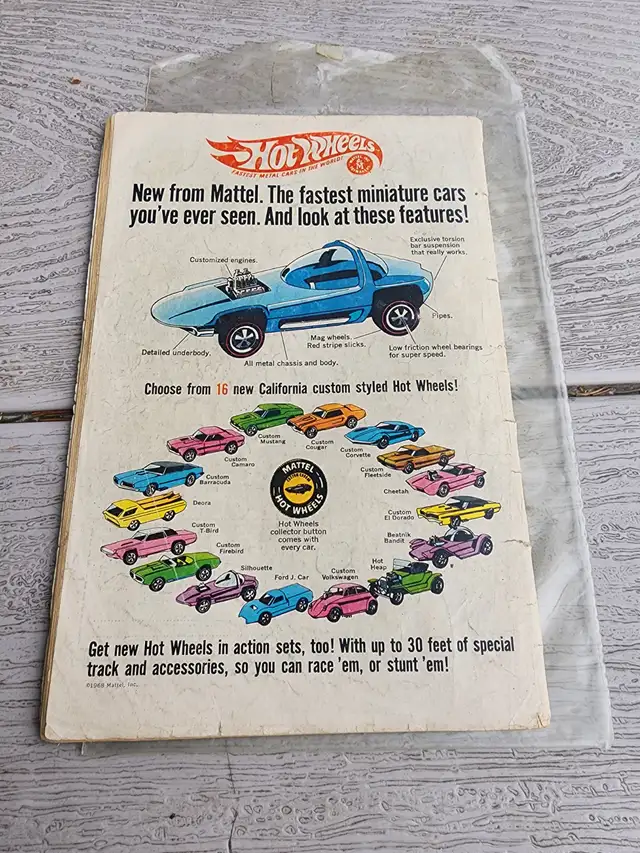 Hot Wheels
FASTEST METAL CARS IN THE WORLD!
New from Mattel. The fastest miniature cars
you've ever seen. And look at these features!
Exclusive torsion
bar suspension
that really works.
Customized engines.
Pipes.
Mag wheels.
Red stripe slicks.
Low friction wheel bearings
for super speed.
Detailed underbody.
All metal chassis and body.
Choose from 16 new California custom styled Hot Wheels!
Custom
Mustang
Custom
Cougar
Custom
Corvette
Custom
Camaro
Custom
Fleetside
Custom
Barracuda
Cheetah
Deora
Custom
El Dorado
Custom
T-Bird
Beatnik
Bandit
Custom
Firebird
Hot
Heap
Silhouette
Ford J. Car
Custom
Volkswagen
MATTEL
HOT WHEELS
Hot Wheels
collector button
comes with
every car.
Get new Hot Wheels in action sets, too! With up to 30 feet of special
track and accessories, so you can race 'em, or stunt 'em!
©1968 Mattel, Inc.